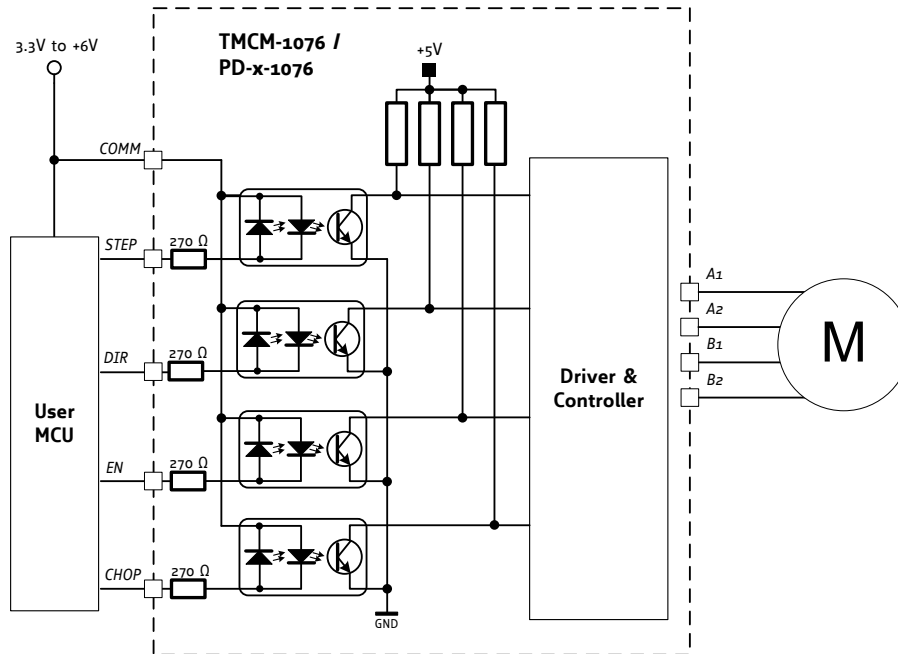 3.3V to +6V
TMCM-1076 /
PD-x-1076
+5V
COMM
STEP
270 Ω
DIR
270 Ω
EN
270 Ω
CHOP
270 Ω
User
MCU
Driver &
Controller
A1
A2
B1
B2
M
GND